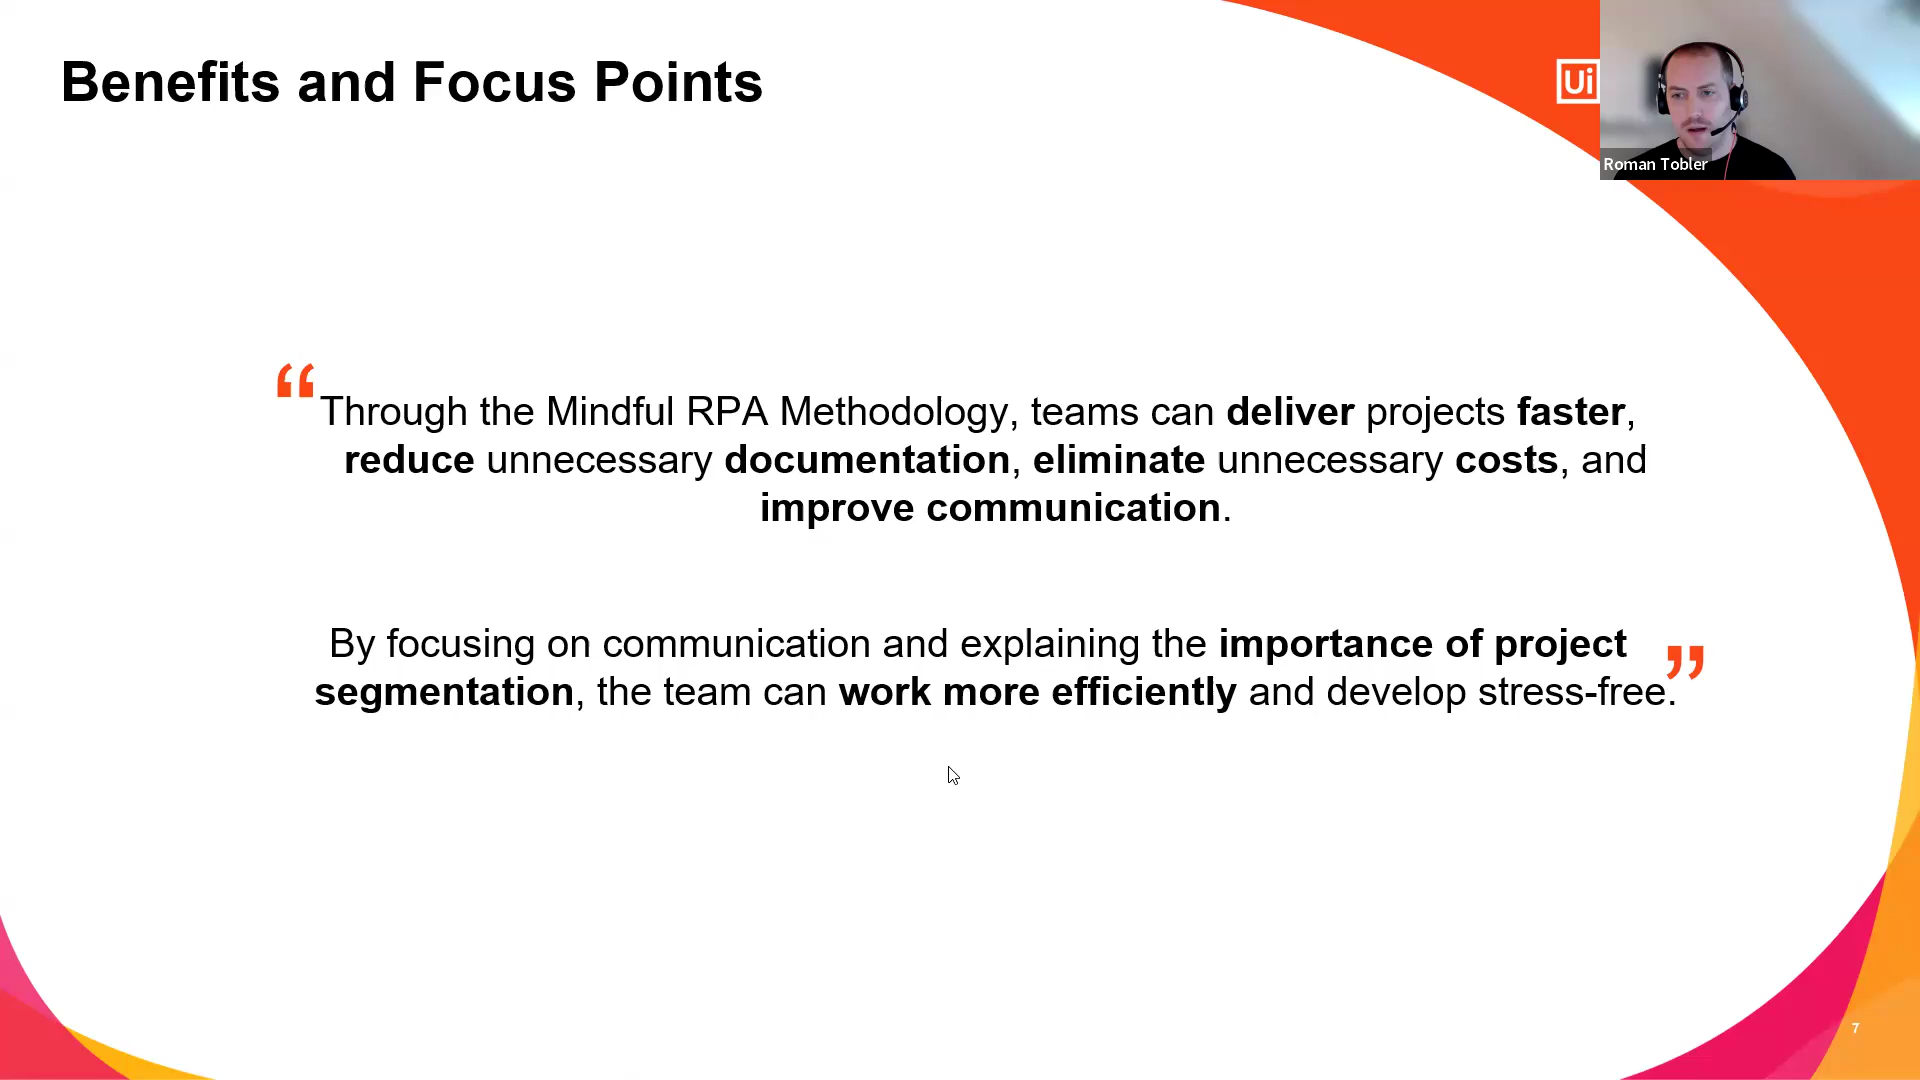 Benefits and Focus Points
Ui
Roman Tobler
“Through the Mindful RPA Methodology, teams can deliver projects faster,
reduce unnecessary documentation, eliminate unnecessary costs, and
improve communication.
By focusing on communication and explaining the importance of project
segmentation, the team can work more efficiently and develop stress-free.”
7